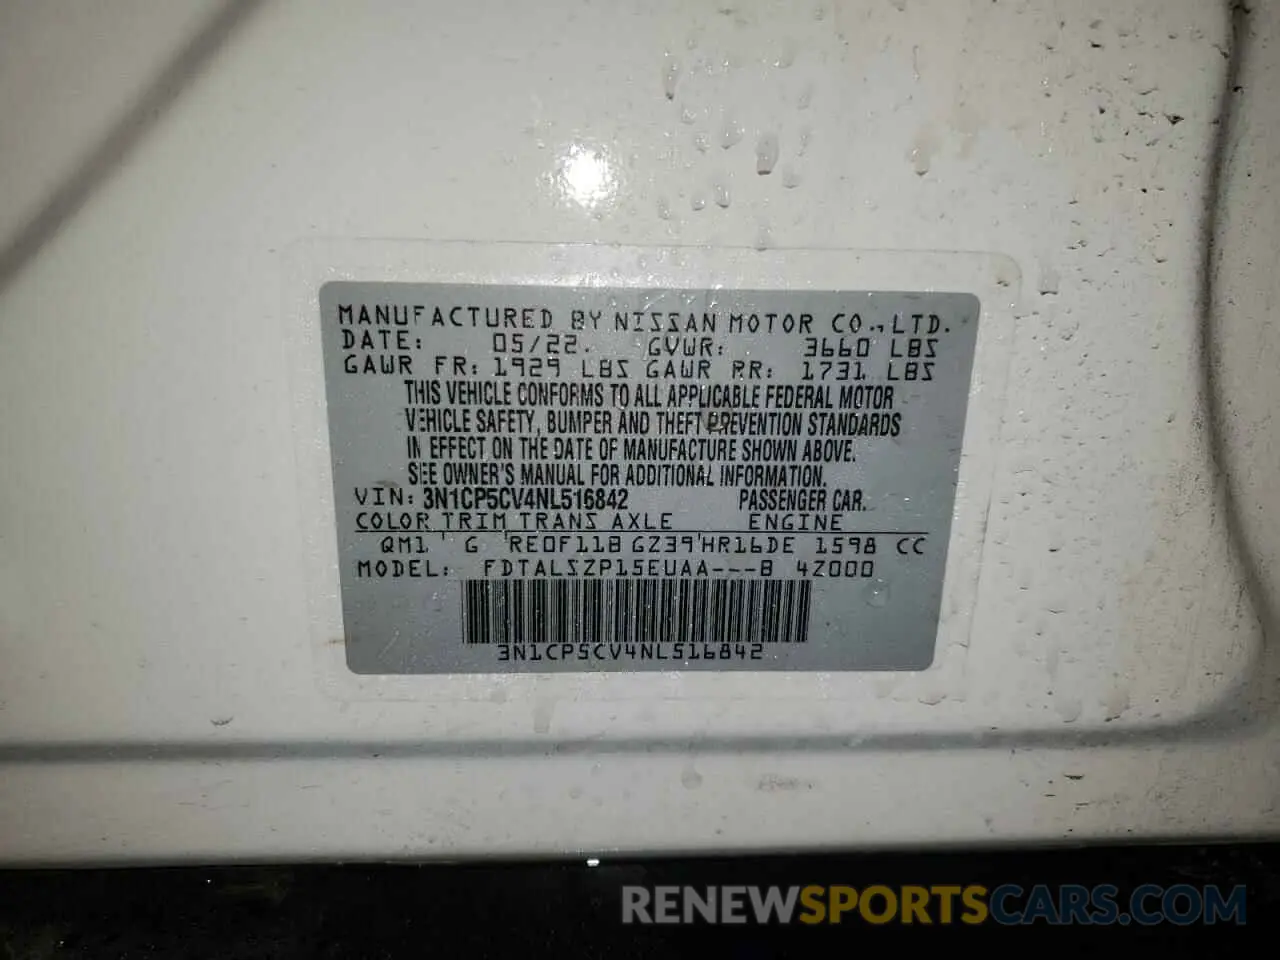 MANUFACTURED BY NISSAN MOTOR CO., LTD.
DATE: 05/22. GVWR: 3660 LBS
GAWR FR: 1929 LBS GAWR RR: 1731 LBS
THIS VEHICLE CONFORMS TO ALL APPLICABLE FEDERAL MOTOR
VEHICLE SAFETY, BUMPER AND THEFT PREVENTION STANDARDS
IN EFFECT ON THE DATE OF MANUFACTURE SHOWN ABOVE.
SEE OWNER'S MANUAL FOR ADDITIONAL INFORMATION.
VIN: 3N1CP5CV4NL516842 PASSENGER CAR.
COLOR TRIM TRANS AXLE ENGINE
QM1 ' G 'RE0F11B GZ39'HR16DE 1598 CC
MODEL: FDTALSZP15EUAA---B 4Z000
3N1CP5CV4NL516842
RENEWSPORTSCARS.COM